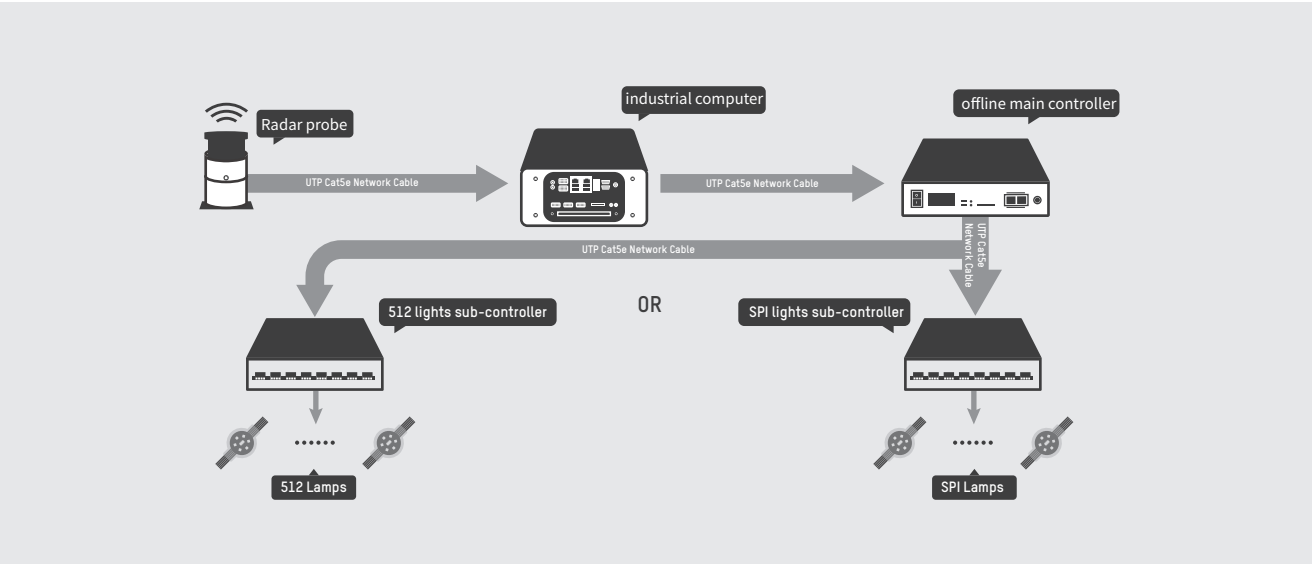 Radar probe
industrial computer
offline main controller
UTP Cat5e Network Cable
UTP Cat5e Network Cable
UTP Cat5e
Network Cable
UTP Cat5e Network Cable
512 lights sub-controller
OR
SPI lights sub-controller
512 Lamps
SPI Lamps